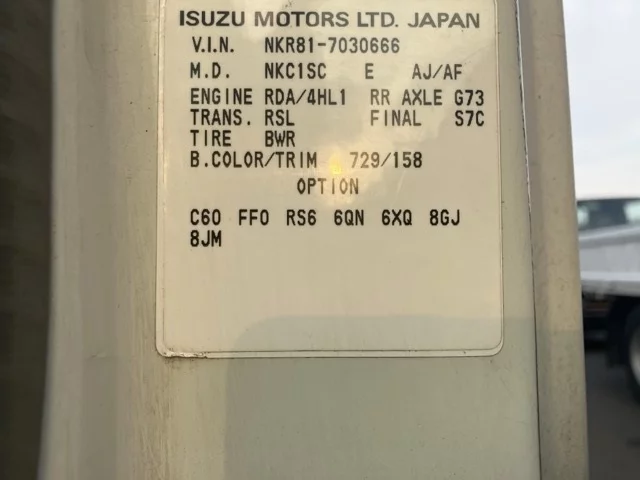 ISUZU MOTORS LTD. JAPAN
V.I.N. NKR81-7030666
M.D. NKC1SC E AJ/AF
ENGINE RDA/4HL1 RR AXLE G73
TRANS. RSL FINAL S7C
TIRE BWR
B.COLOR/TRIM 729/158
OPTION
C60 FF0 RS6 6QN 6XQ 8GJ
8JM